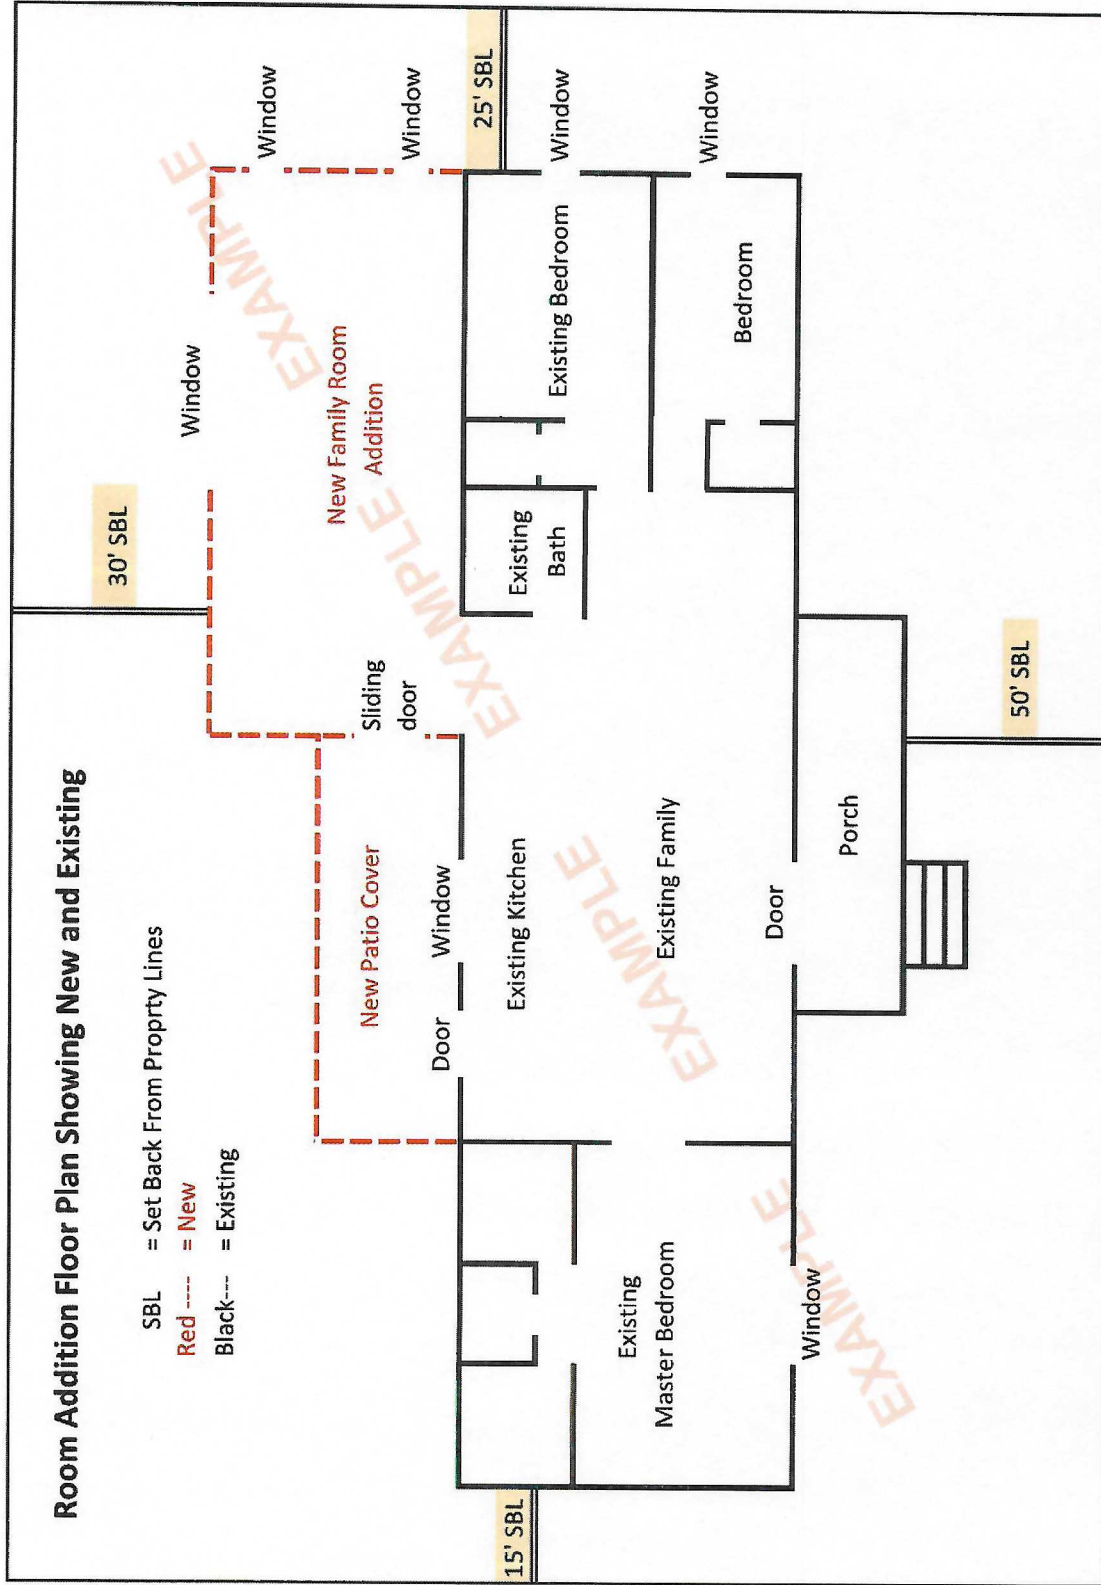 Room Addition Floor Plan Showing New and Existing
SBL = Set Back From Proprty Lines
Red ---- = New
Black--- = Existing
30' SBL
Window
Window
Window
New Family Room
Addition
Sliding
door
New Patio Cover
25' SBL
Door
Window
Existing Kitchen
Existing
Bath
Existing Bedroom
Window
15' SBL
Existing
Master Bedroom
Existing Family
Bedroom
Window
Window
Door
Porch
50' SBL
EXAMPLE
EXAMPLE
EXAMPLE
EXAMPLE